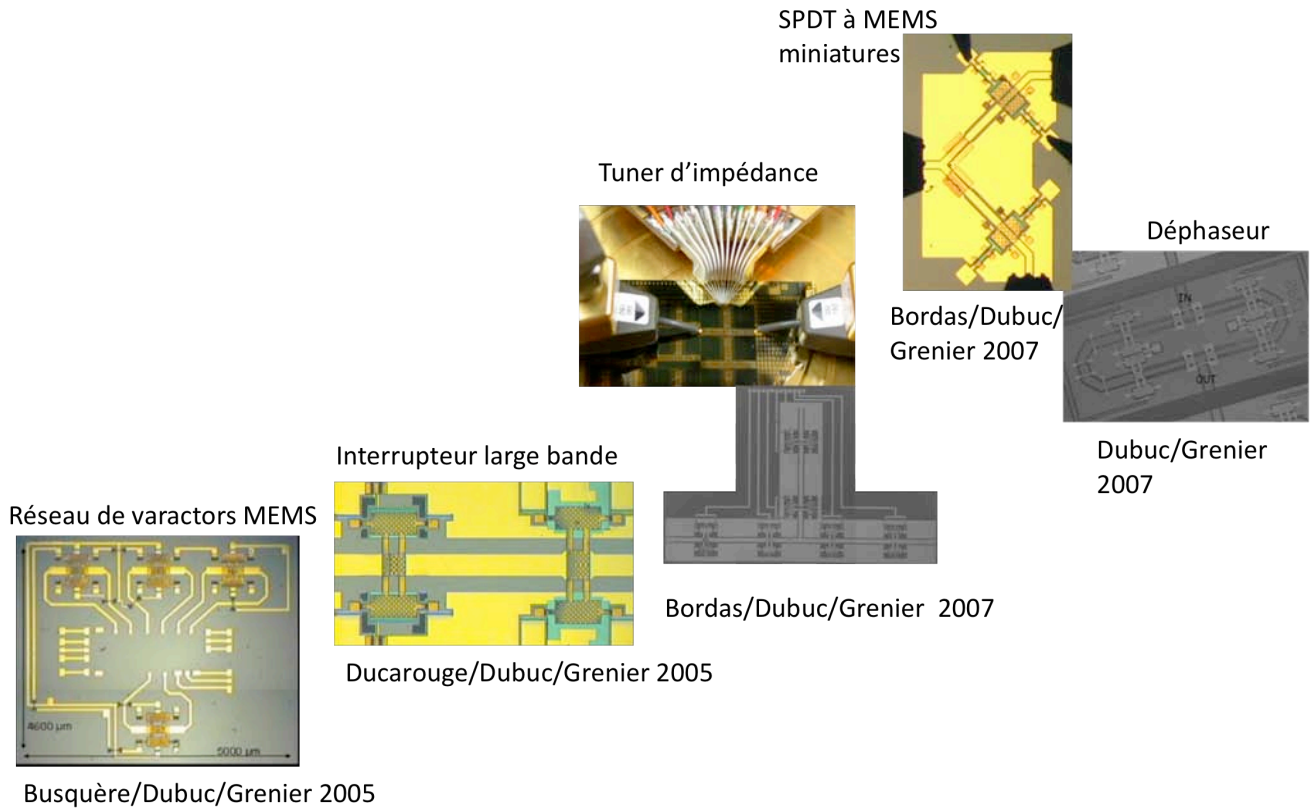 SPDT à MEMS
miniatures
Tuner d’impédance
Déphaseur
IN
OUT
Bordas/Dubuc/
Grenier 2007
Dubuc/Grenier
2007
Interrupteur large bande
Réseau de varactors MEMS
Bordas/Dubuc/Grenier 2007
Ducarouge/Dubuc/Grenier 2005
4600 µm
5000 µm
Busquère/Dubuc/Grenier 2005